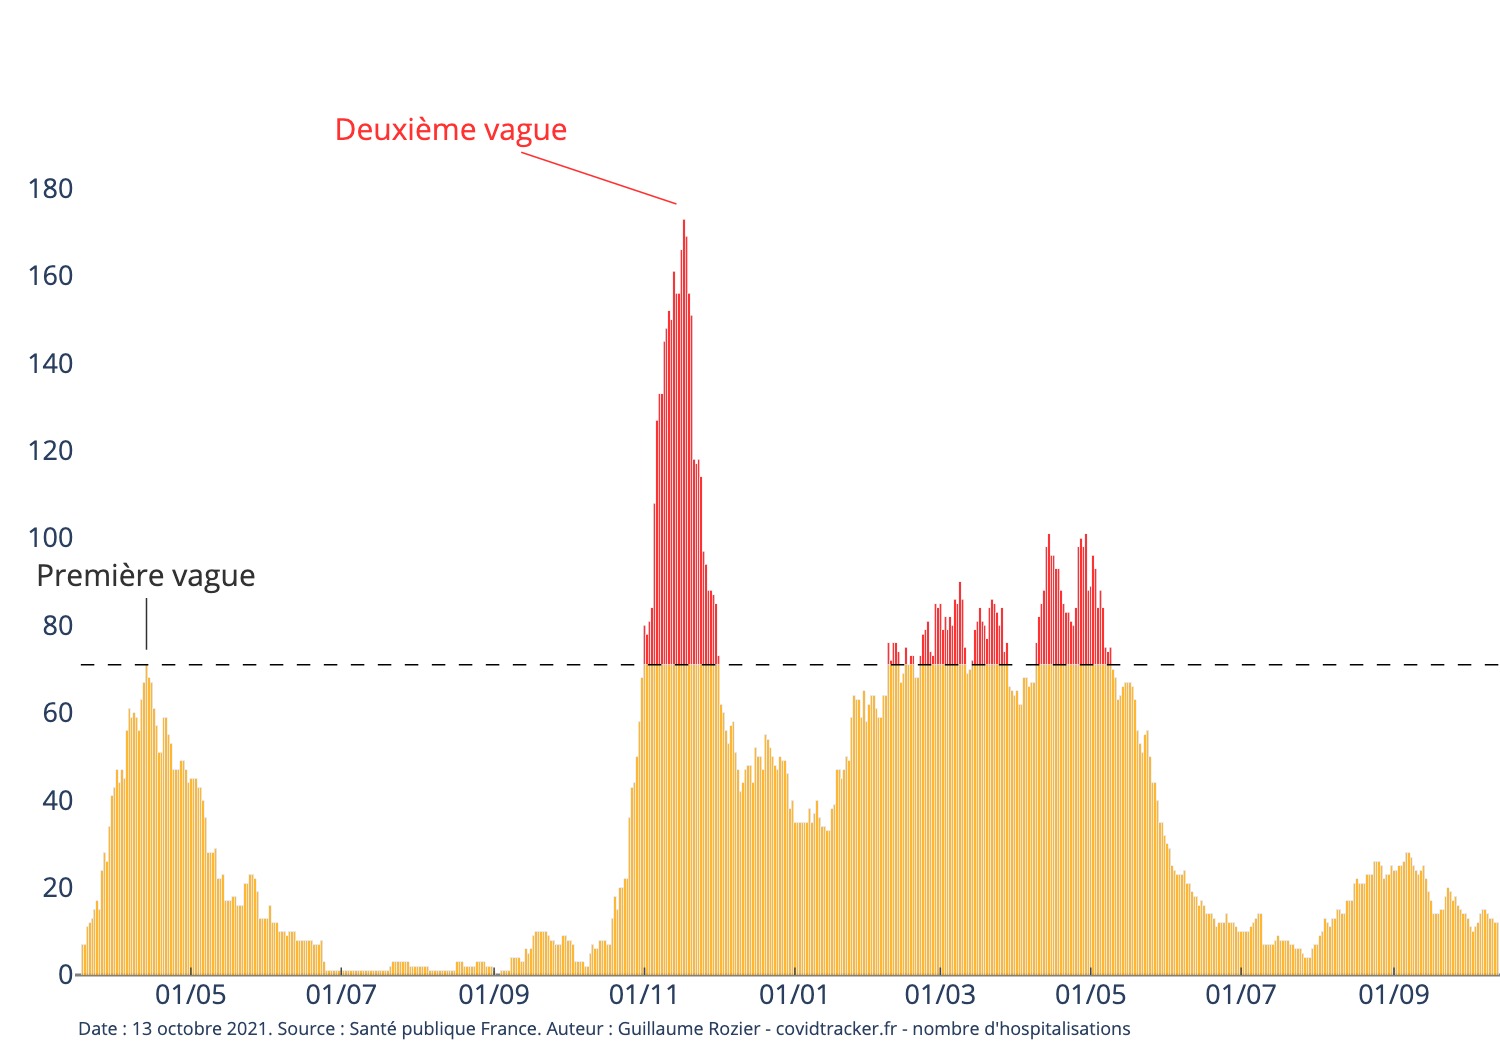 Deuxième vague
180
160
140
120
100
Première vague
80
60
40
20
0
01/05 01/07 01/09 01/11 01/01 01/03 01/05 01/07 01/09
Date : 13 octobre 2021. Source : Santé publique France. Auteur : Guillaume Rozier - covidtracker.fr - nombre d'hospitalisations